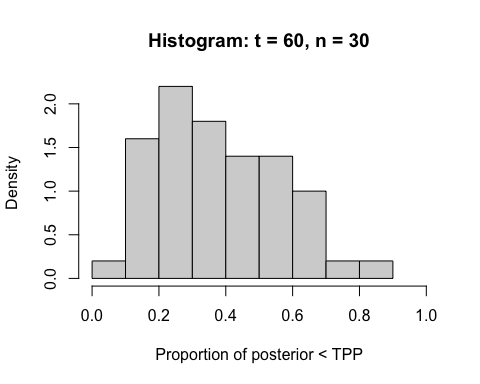 Histogram: t = 60, n = 30
Density
2.0
1.5
1.0
0.5
0.0
0.0 0.2 0.4 0.6 0.8 1.0
Proportion of posterior < TPP